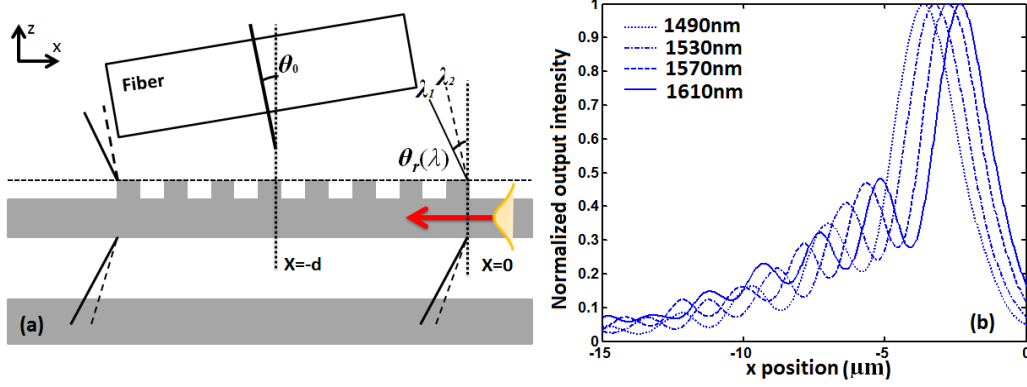 z
x
Fiber
θ₀
λ₁ λ₂
θᵣ(λ)
X=-d
X=0
(a)
Normalized output intensity
1
0.9
0.8
0.7
0.6
0.5
0.4
0.3
0.2
0.1
0
1490nm
1530nm
1570nm
1610nm
(b)
-15
-10
-5
0
x position (μm)